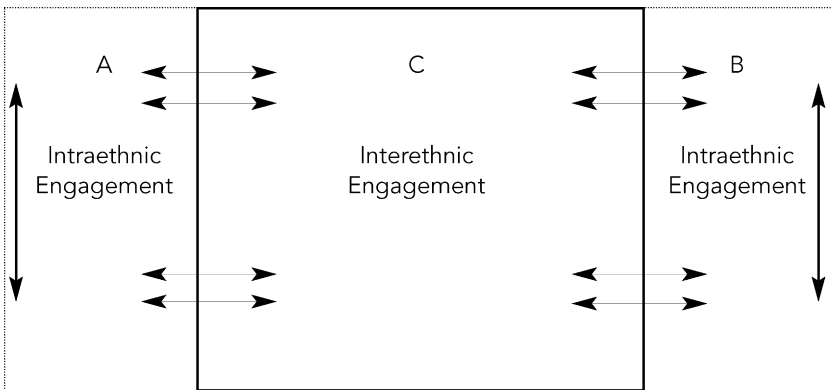 A
C
B
Intraethnic
Engagement
Interethnic
Engagement
Intraethnic
Engagement